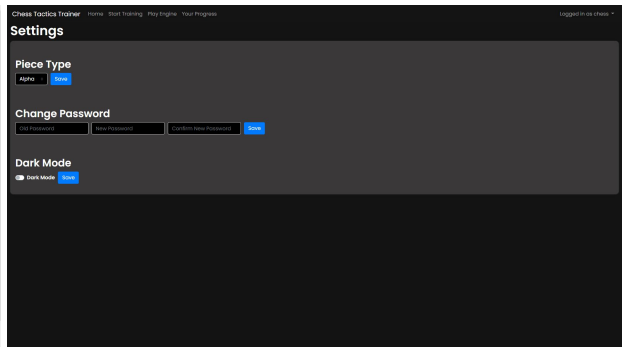 Chess Tactics Trainer Home Start Training Play Engine Your Progress Logged in as chess
Settings
Piece Type
Alpha Save
Change Password
Old Password New Password Confirm New Password Save
Dark Mode
Dark Mode Save